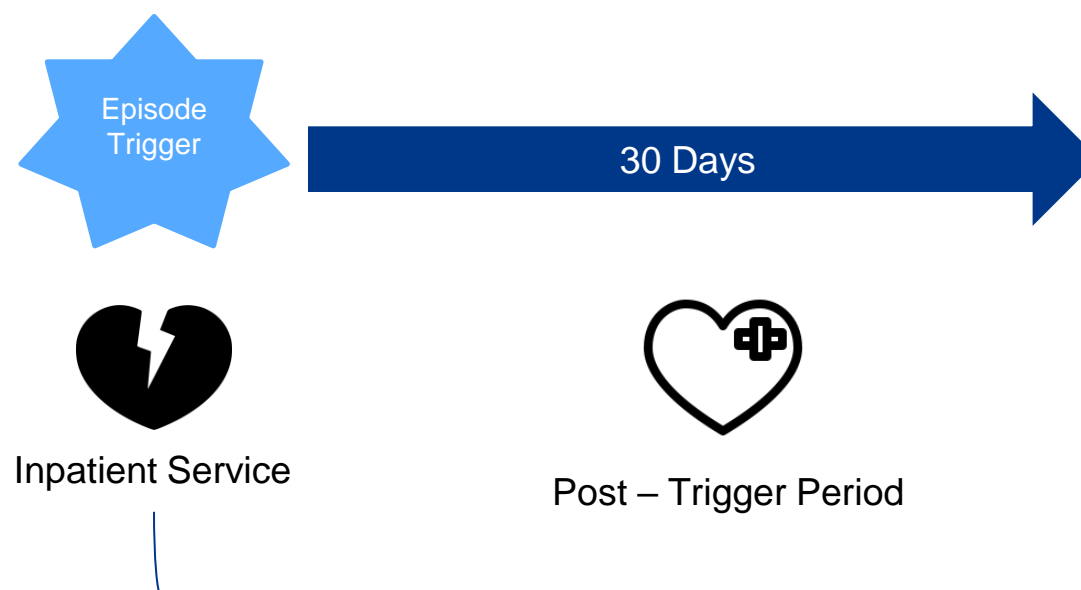 Episode
Trigger
30 Days
Inpatient Service
Post – Trigger Period